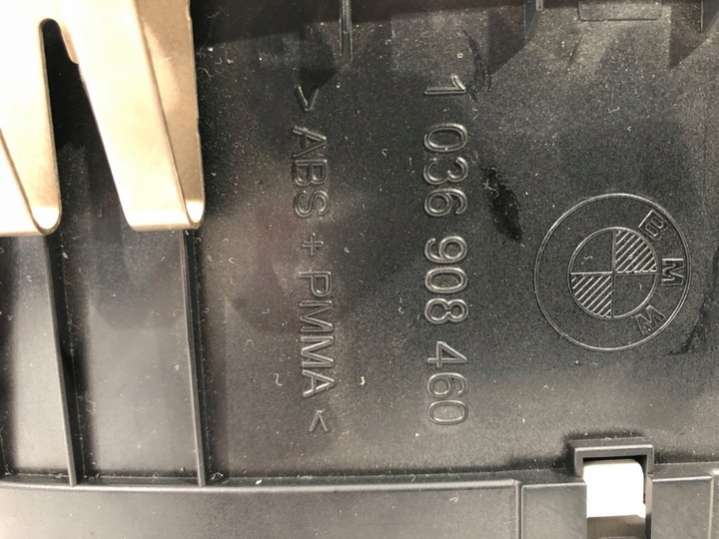 BMW
1 036 908 460
> ABS + PMMA <